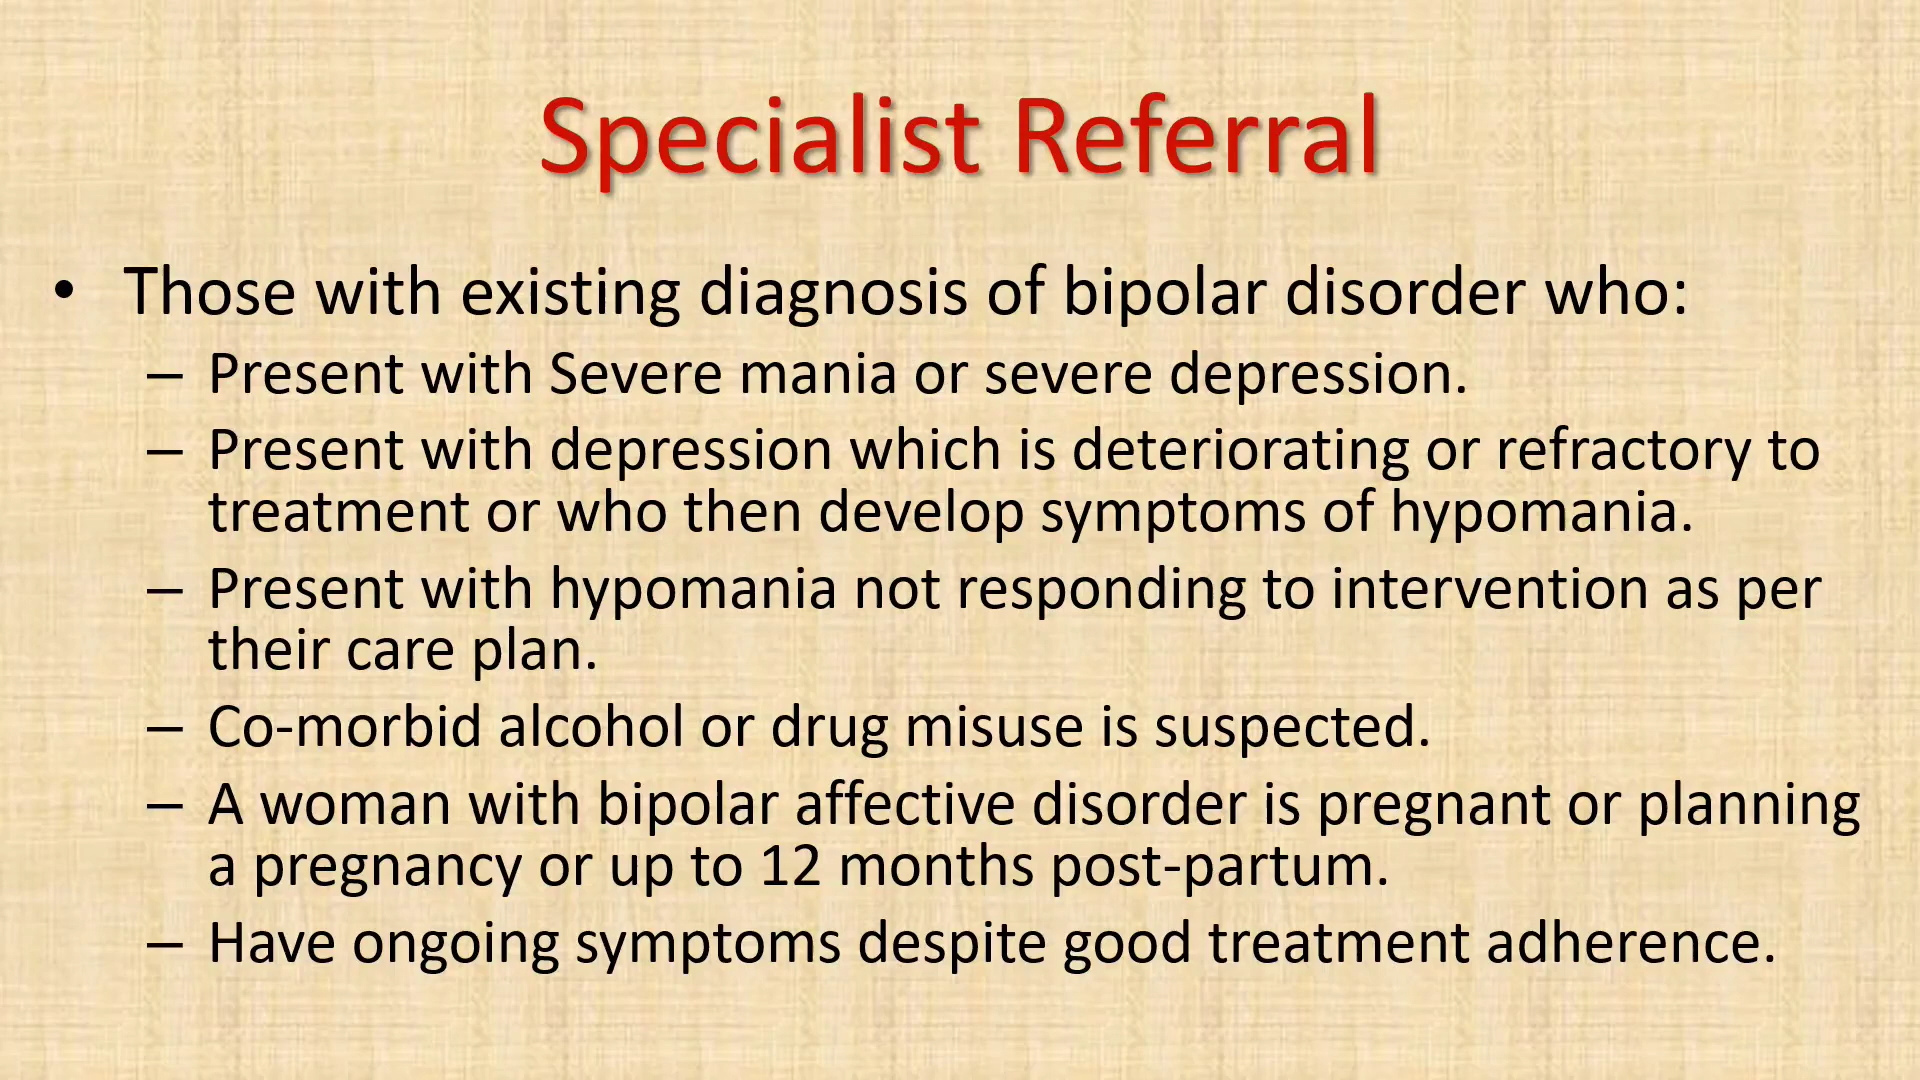 Specialist Referral
• Those with existing diagnosis of bipolar disorder who:
– Present with Severe mania or severe depression.
– Present with depression which is deteriorating or refractory to
treatment or who then develop symptoms of hypomania.
– Present with hypomania not responding to intervention as per
their care plan.
– Co-morbid alcohol or drug misuse is suspected.
– A woman with bipolar affective disorder is pregnant or planning
a pregnancy or up to 12 months post-partum.
– Have ongoing symptoms despite good treatment adherence.